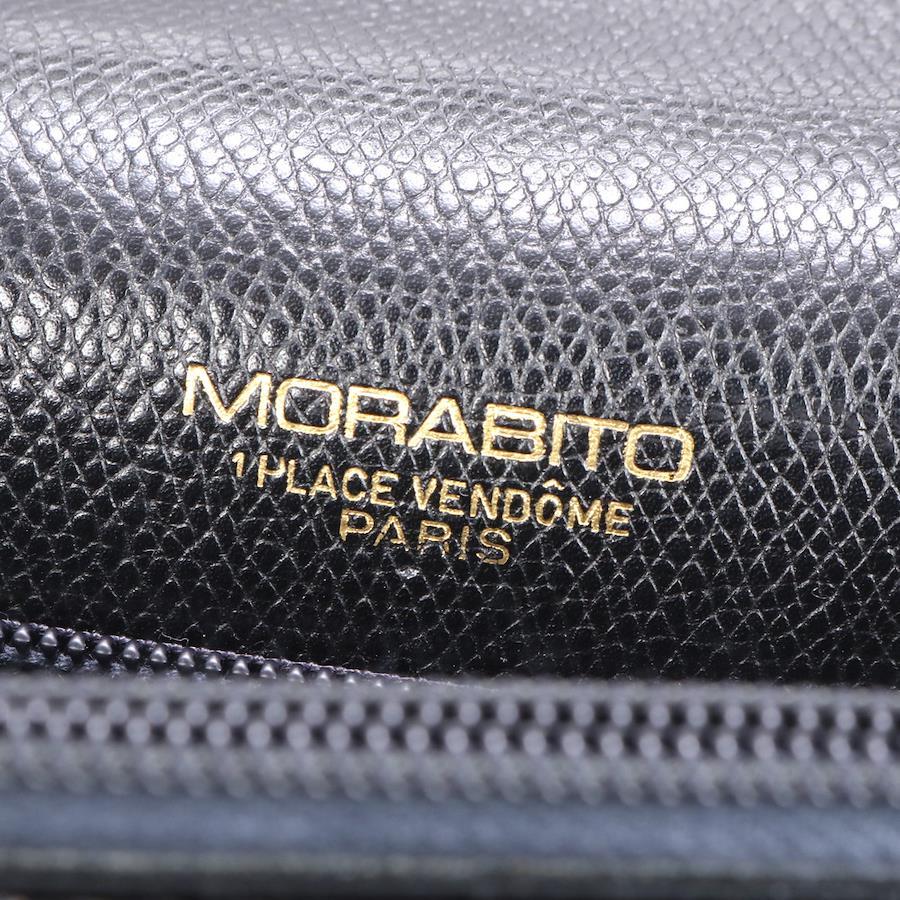 MORABITO
1 PLACE VENDÔME
PARIS